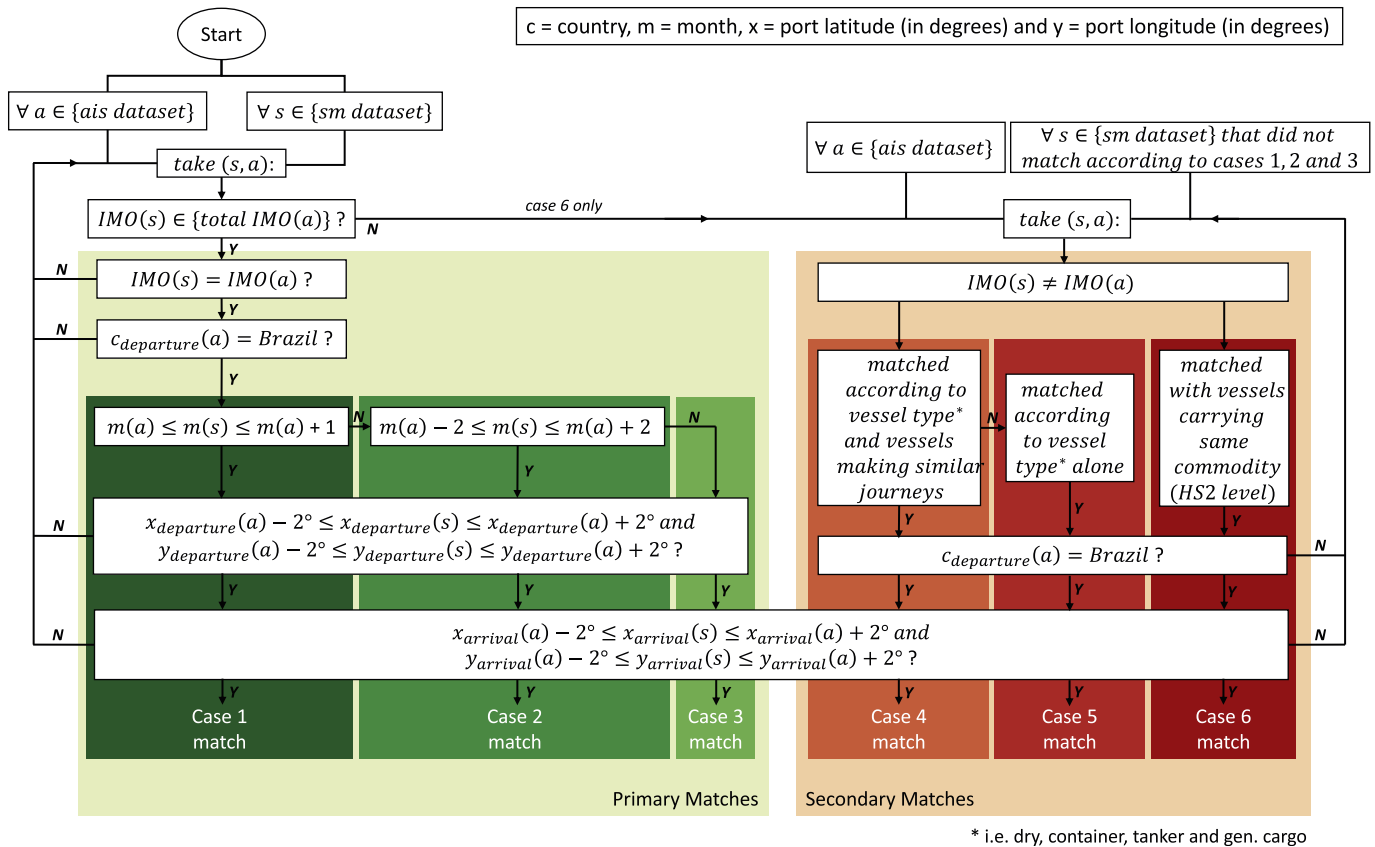 Start
c = country, m = month, x = port latitude (in degrees) and y = port longitude (in degrees)
∀ a ∈ {ais dataset}
∀ s ∈ {sm dataset}
take (s, a):
IMO(s) ∈ {total IMO(a)} ?
N
case 6 only
∀ a ∈ {ais dataset}
∀ s ∈ {sm dataset} that did not
match according to cases 1, 2 and 3
take (s, a):
Y
N
IMO(s) = IMO(a) ?
Y
N
c_departure(a) = Brazil ?
Y
m(a) ≤ m(s) ≤ m(a) + 1
N
m(a) − 2 ≤ m(s) ≤ m(a) + 2
N
Y
Y
N
x_departure(a) − 2° ≤ x_departure(s) ≤ x_departure(a) + 2° and
y_departure(a) − 2° ≤ y_departure(s) ≤ y_departure(a) + 2° ?
Y
Y
Y
IMO(s) ≠ IMO(a)
matched
according to
vessel type*
and vessels
making similar
journeys
N
matched
according
to vessel
type* alone
matched
with vessels
carrying
same
commodity
(HS2 level)
Y
Y
Y
c_departure(a) = Brazil ?
N
Y
Y
Y
N
x_arrival(a) − 2° ≤ x_arrival(s) ≤ x_arrival(a) + 2° and
y_arrival(a) − 2° ≤ y_arrival(s) ≤ y_arrival(a) + 2° ?
N
Y
Y
Y
Y
Y
Y
Case 1
match
Case 2
match
Case 3
match
Case 4
match
Case 5
match
Case 6
match
Primary Matches
Secondary Matches
* i.e. dry, container, tanker and gen. cargo